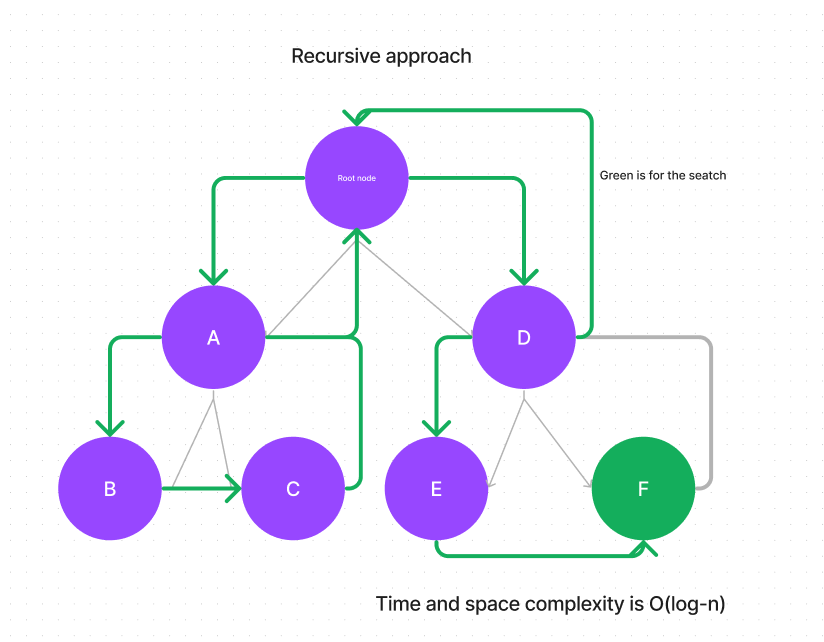 Recursive approach
Root node
Green is for the seatch
A
D
B
C
E
F
Time and space complexity is O(log-n)